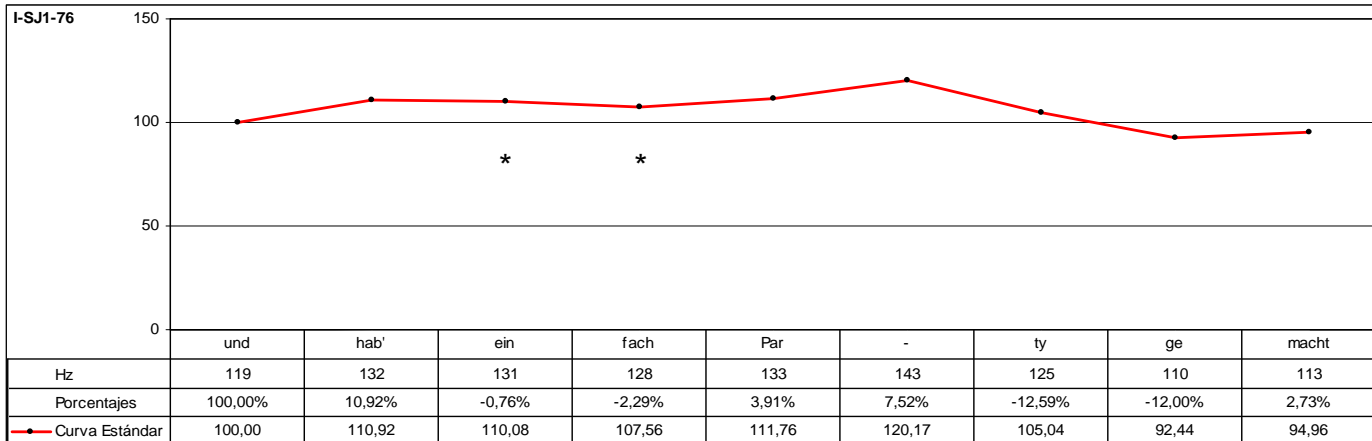 I-SJ1-76
150
100
50
0
* *
und hab' ein fach Par - ty ge macht
Hz 119 132 131 128 133 143 125 110 113
Porcentajes 100,00% 10,92% -0,76% -2,29% 3,91% 7,52% -12,59% -12,00% 2,73%
Curva Estándar 100,00 110,92 110,08 107,56 111,76 120,17 105,04 92,44 94,96